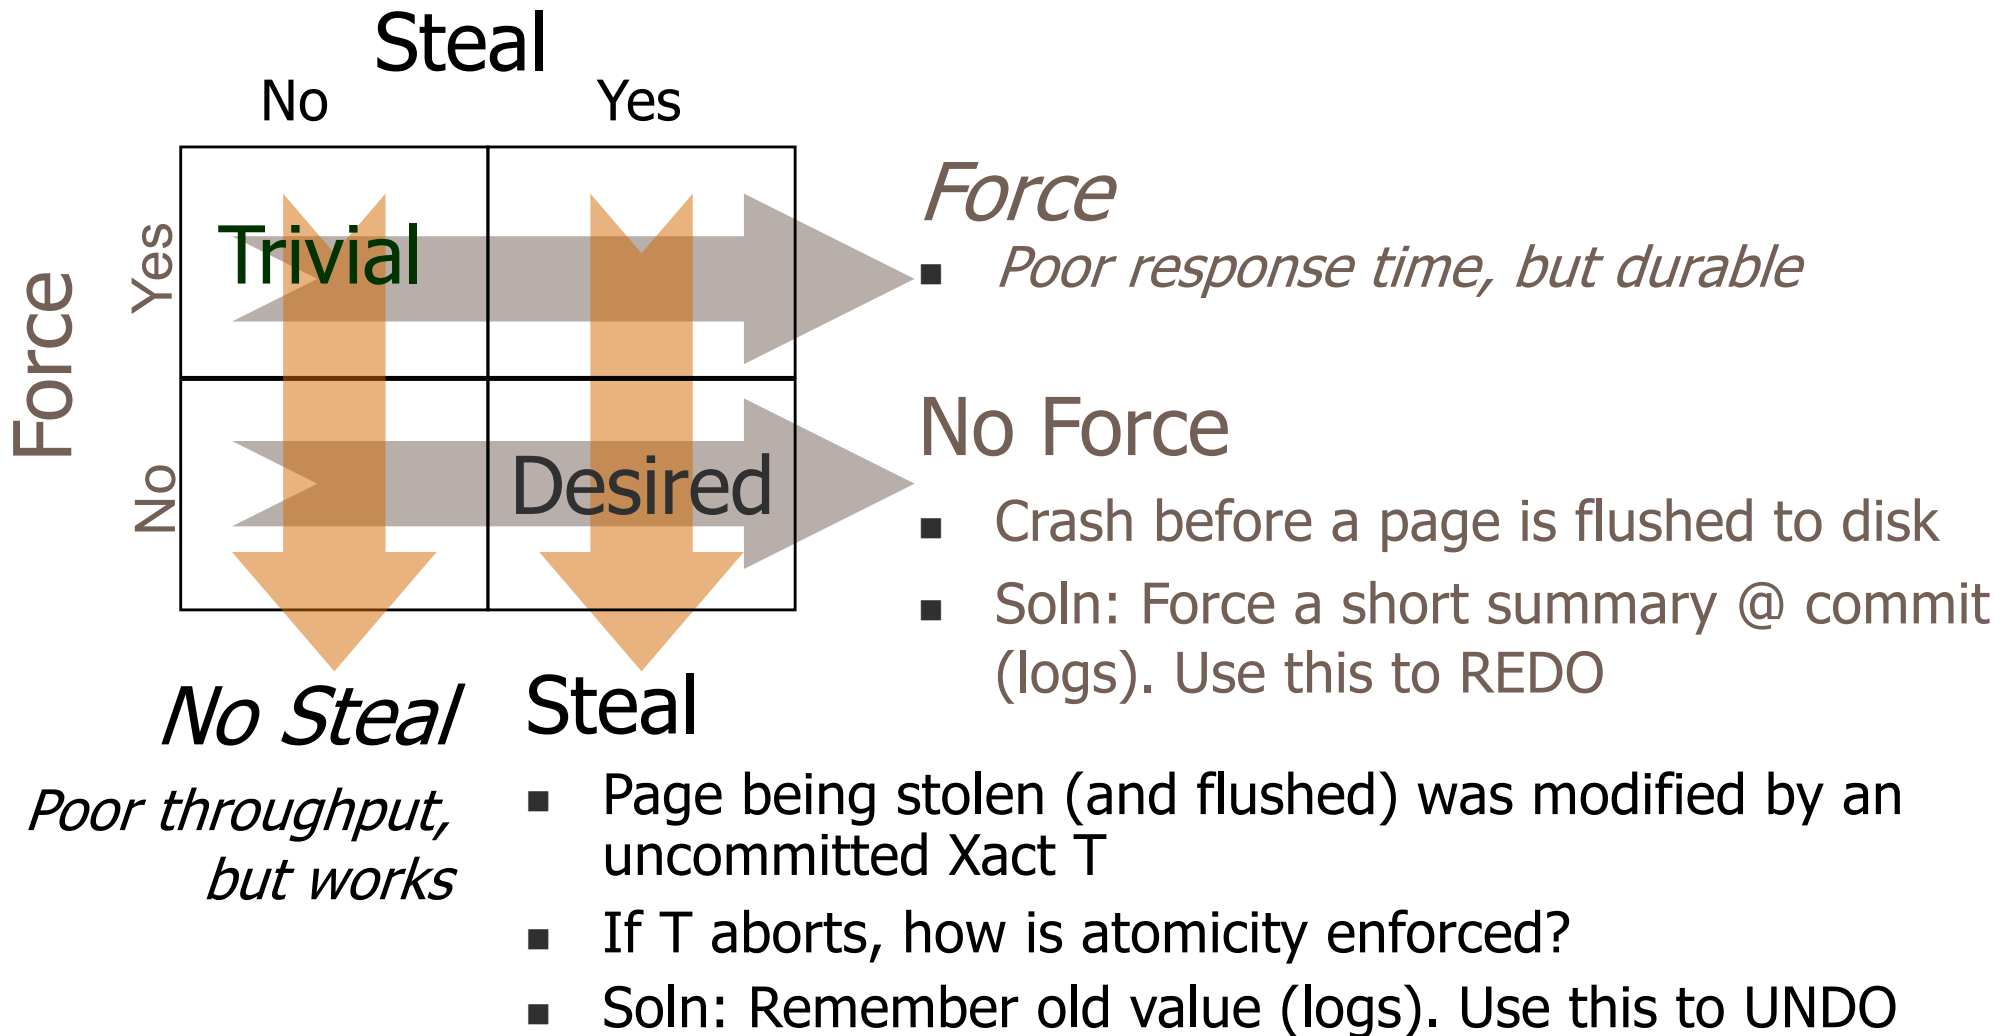 Steal
No Yes
Force
Yes
Trivial
No
Desired
Force
■ Poor response time, but durable
No Force
■ Crash before a page is flushed to disk
■ Soln: Force a short summary @ commit
(logs). Use this to REDO
No Steal
Poor throughput,
but works
Steal
■ Page being stolen (and flushed) was modified by an
uncommitted Xact T
■ If T aborts, how is atomicity enforced?
■ Soln: Remember old value (logs). Use this to UNDO